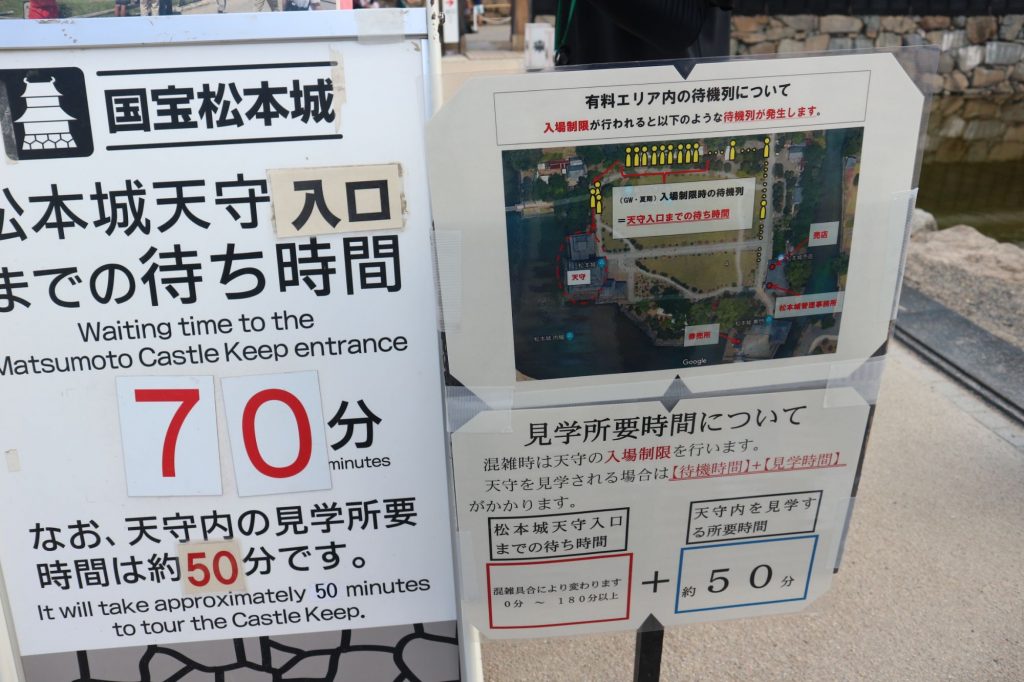 国宝松本城
松本城天守入口
までの待ち時間
Waiting time to the
Matsumoto Castle Keep entrance
70分
minutes
なお、天守内の見学所要
時間は約50分です。
It will take approximately 50 minutes
to tour the Castle Keep.
有料エリア内の待機列について
入場制限が行われると以下のような待機列が発生します。
(GW・夏期)入場制限時の待機列
=天守入口までの待ち時間
売店
松本城
天守
松本城管理事務所
券売所
Google
見学所要時間について
混雑時は天守の入場制限を行います。
天守を見学される場合は【待機時間】+【見学時間】
がかかります。
松本城天守入口
までの待ち時間
混雑具合により変わります
0分 ~ 180分以上
+
天守内を見学す
る所要時間
約50分